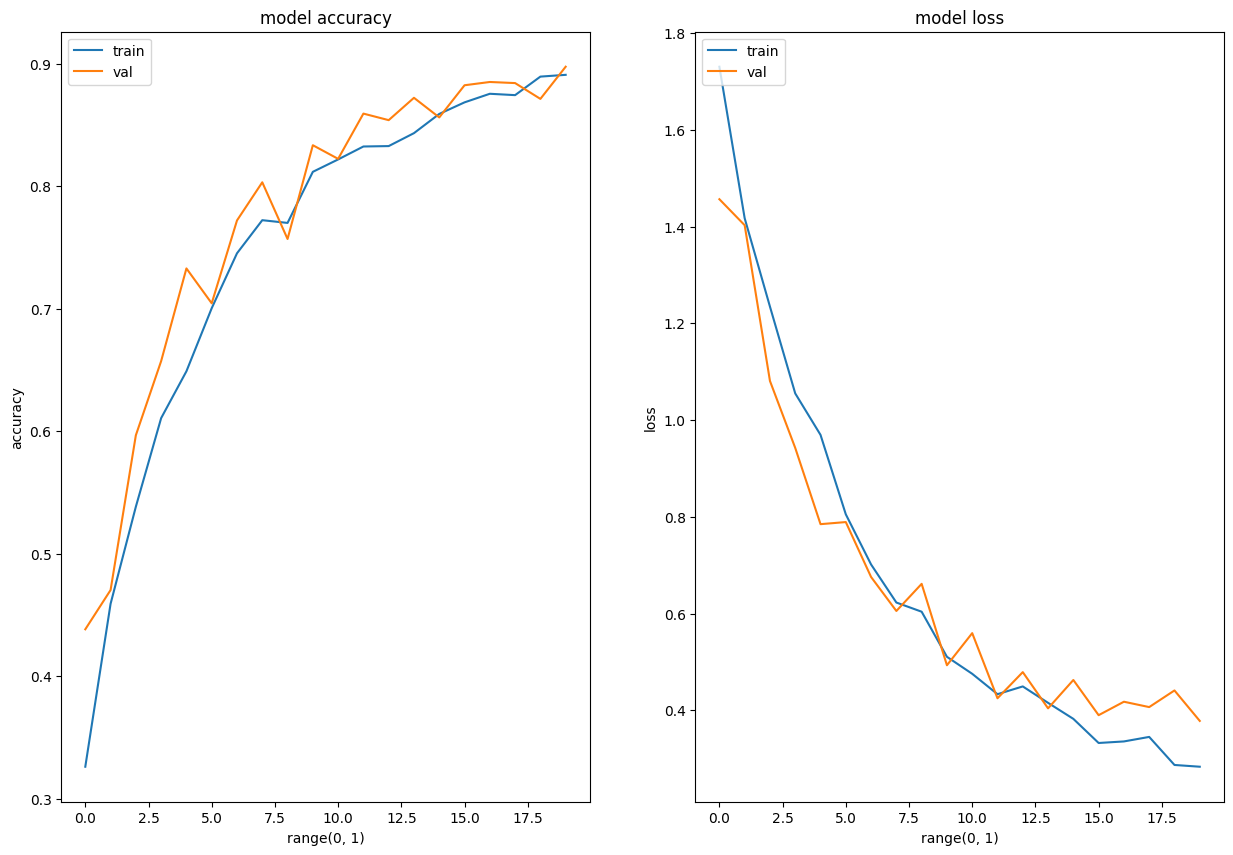 model accuracy
train
val
0.9
0.8
0.7
0.6
0.5
0.4
0.3
accuracy
0.0 2.5 5.0 7.5 10.0 12.5 15.0 17.5
range(0, 1)
model loss
train
val
1.8
1.6
1.4
1.2
1.0
0.8
0.6
0.4
loss
0.0 2.5 5.0 7.5 10.0 12.5 15.0 17.5
range(0, 1)